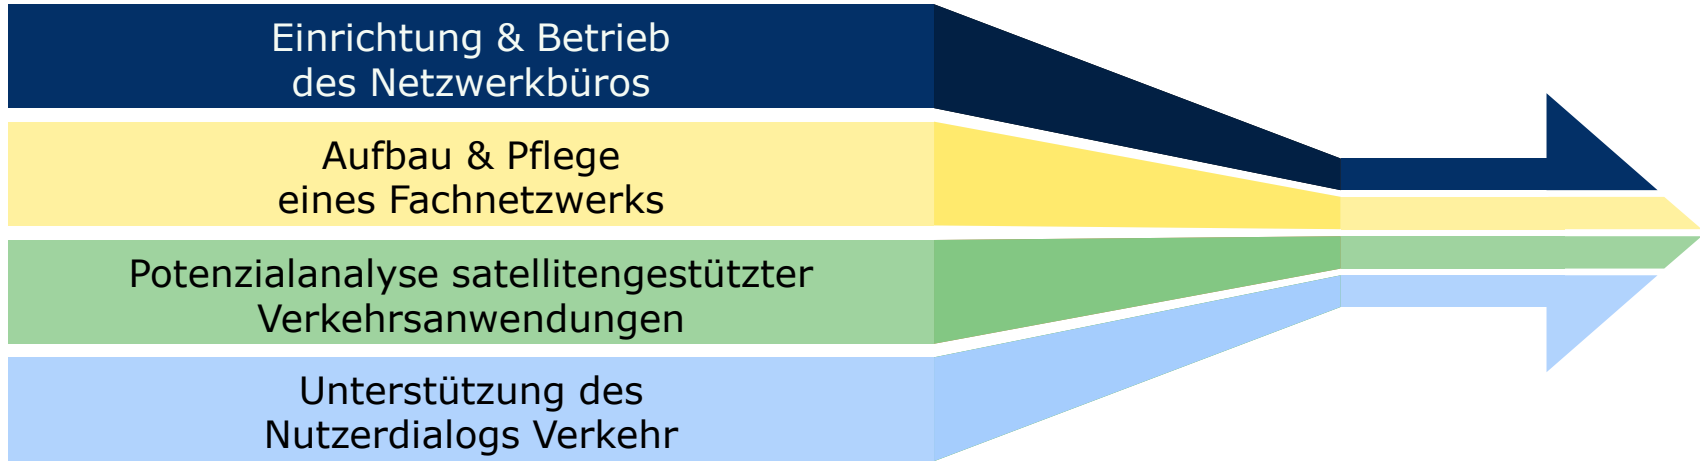 Einrichtung & Betrieb
des Netzwerkbüros
Aufbau & Pflege
eines Fachnetzwerks
Potenzialanalyse satellitengestützter
Verkehrsanwendungen
Unterstützung des
Nutzerdialogs Verkehr